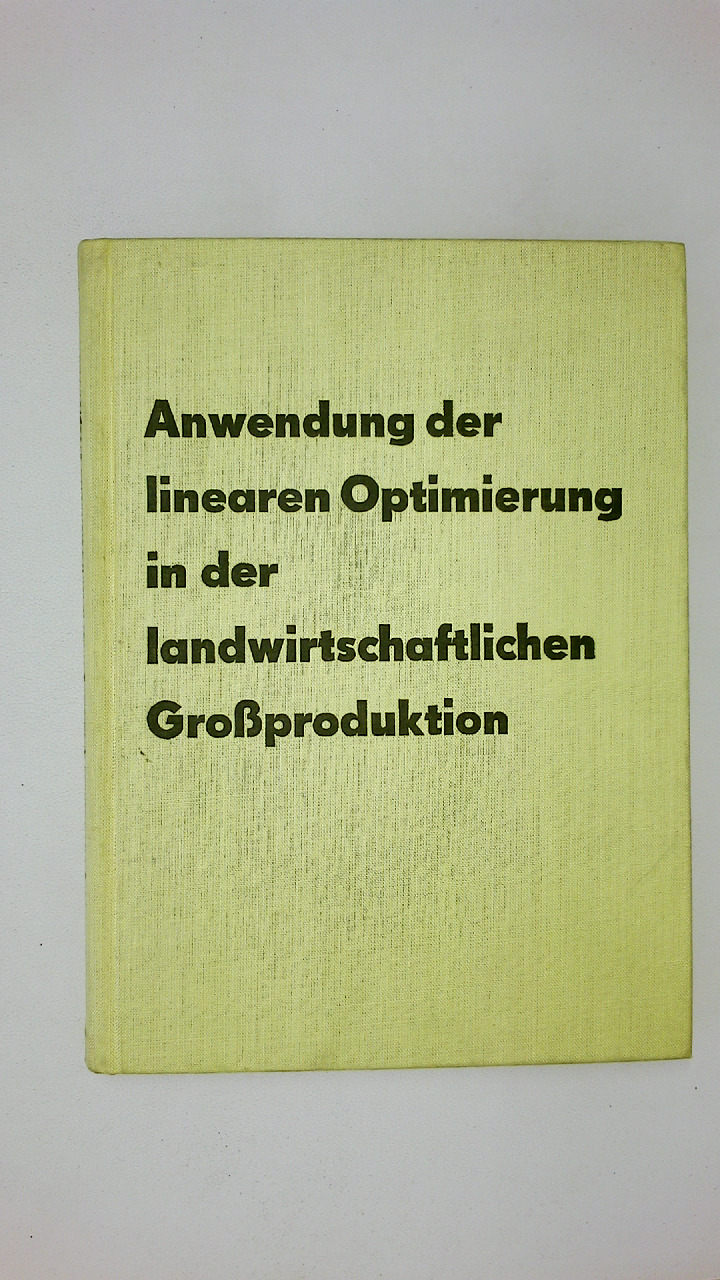 Anwendung der
linearen Optimierung
in der
landwirtschaftlichen
Großproduktion